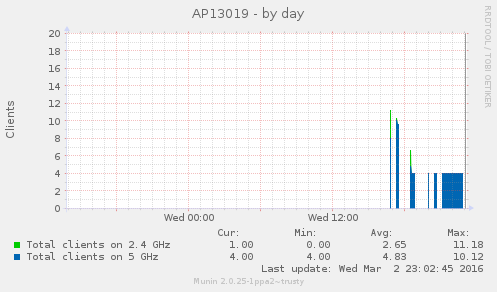 AP13019 - by day
RRDTOOL / TOBI OETIKER
Clients
20
18
16
14
12
10
8
6
4
2
0
Wed 00:00 Wed 12:00
Cur: Min: Avg: Max:
Total clients on 2.4 GHz 1.00 0.00 2.65 11.18
Total clients on 5 GHz 4.00 4.00 4.83 10.12
Last update: Wed Mar 2 23:02:45 2016
Munin 2.0.25-1ppa2~trusty